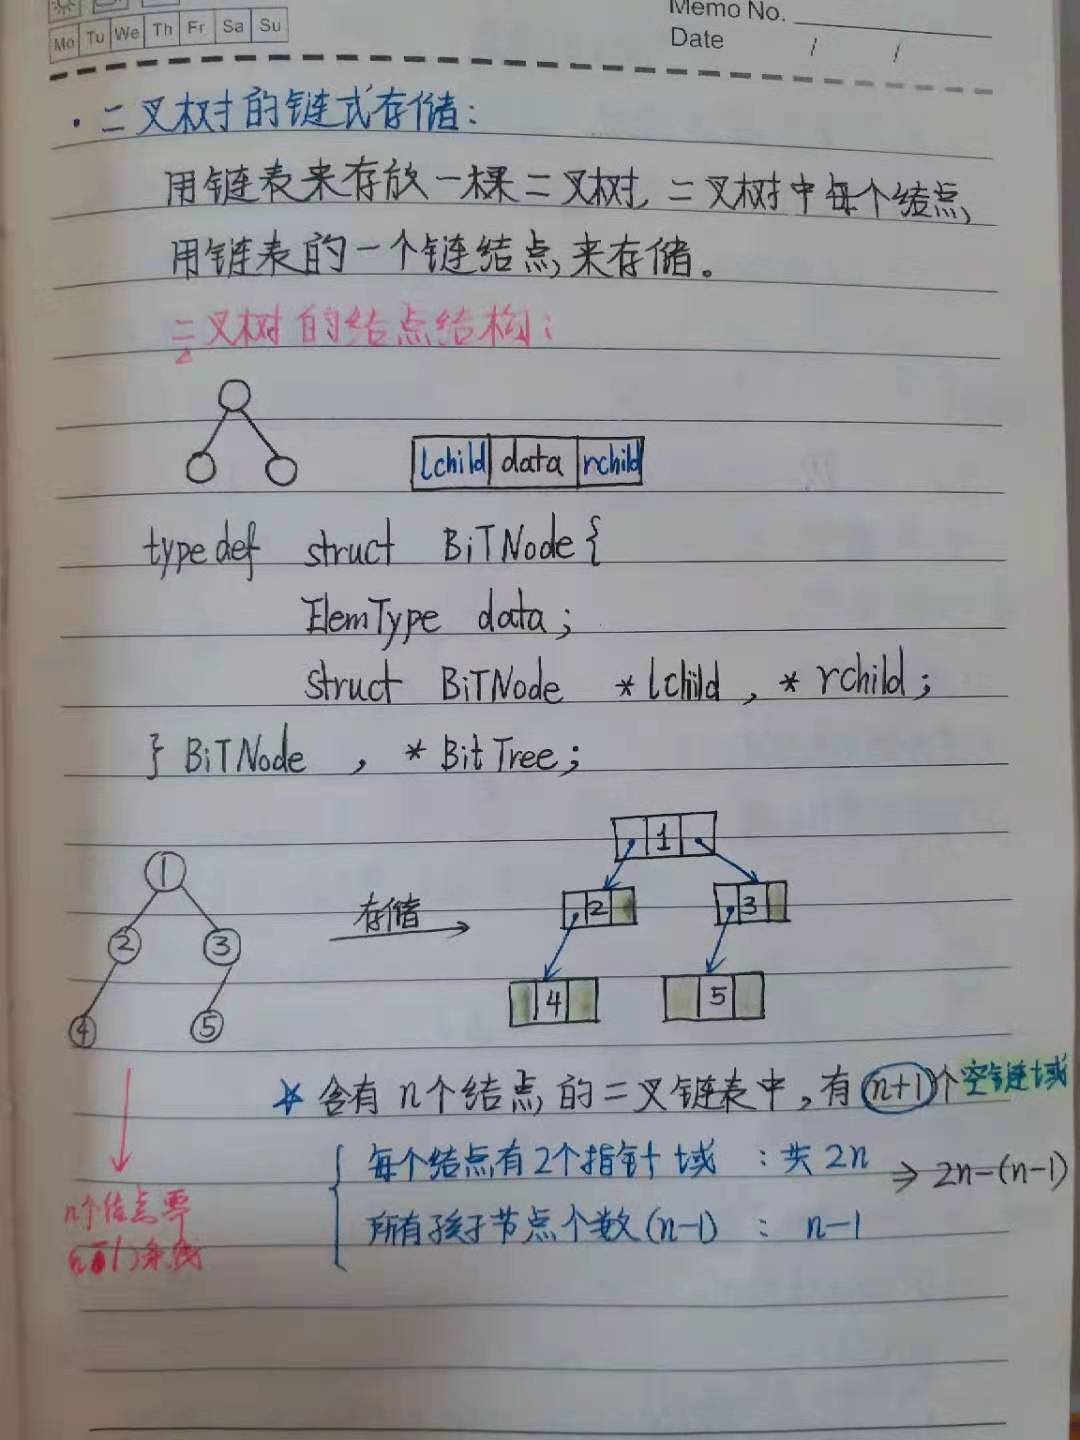 Memo No.
Mo Tu We Th Fr Sa Su
Date / /
·二叉树的链式存储:
用链表来存放一棵二叉树,二叉树中每个结点,
用链表的一个链结点,来存储。
二叉树的结点结构:
lchild data rchild
typedef struct BiTNode{
ElemType data;
struct BiTNode *lchild, *rchild;
} BiTNode, *BitTree;
1
1
2 3
存储
2 3
4 5
4 5
☆ 含有n个结点的二叉链表中,有n+1个空链域
每个结点有2个指针域 : 共2n ⇒ 2n-(n-1)
所有孩子节点个数(n-1) : n-1
n个结点要
(n-1)条线